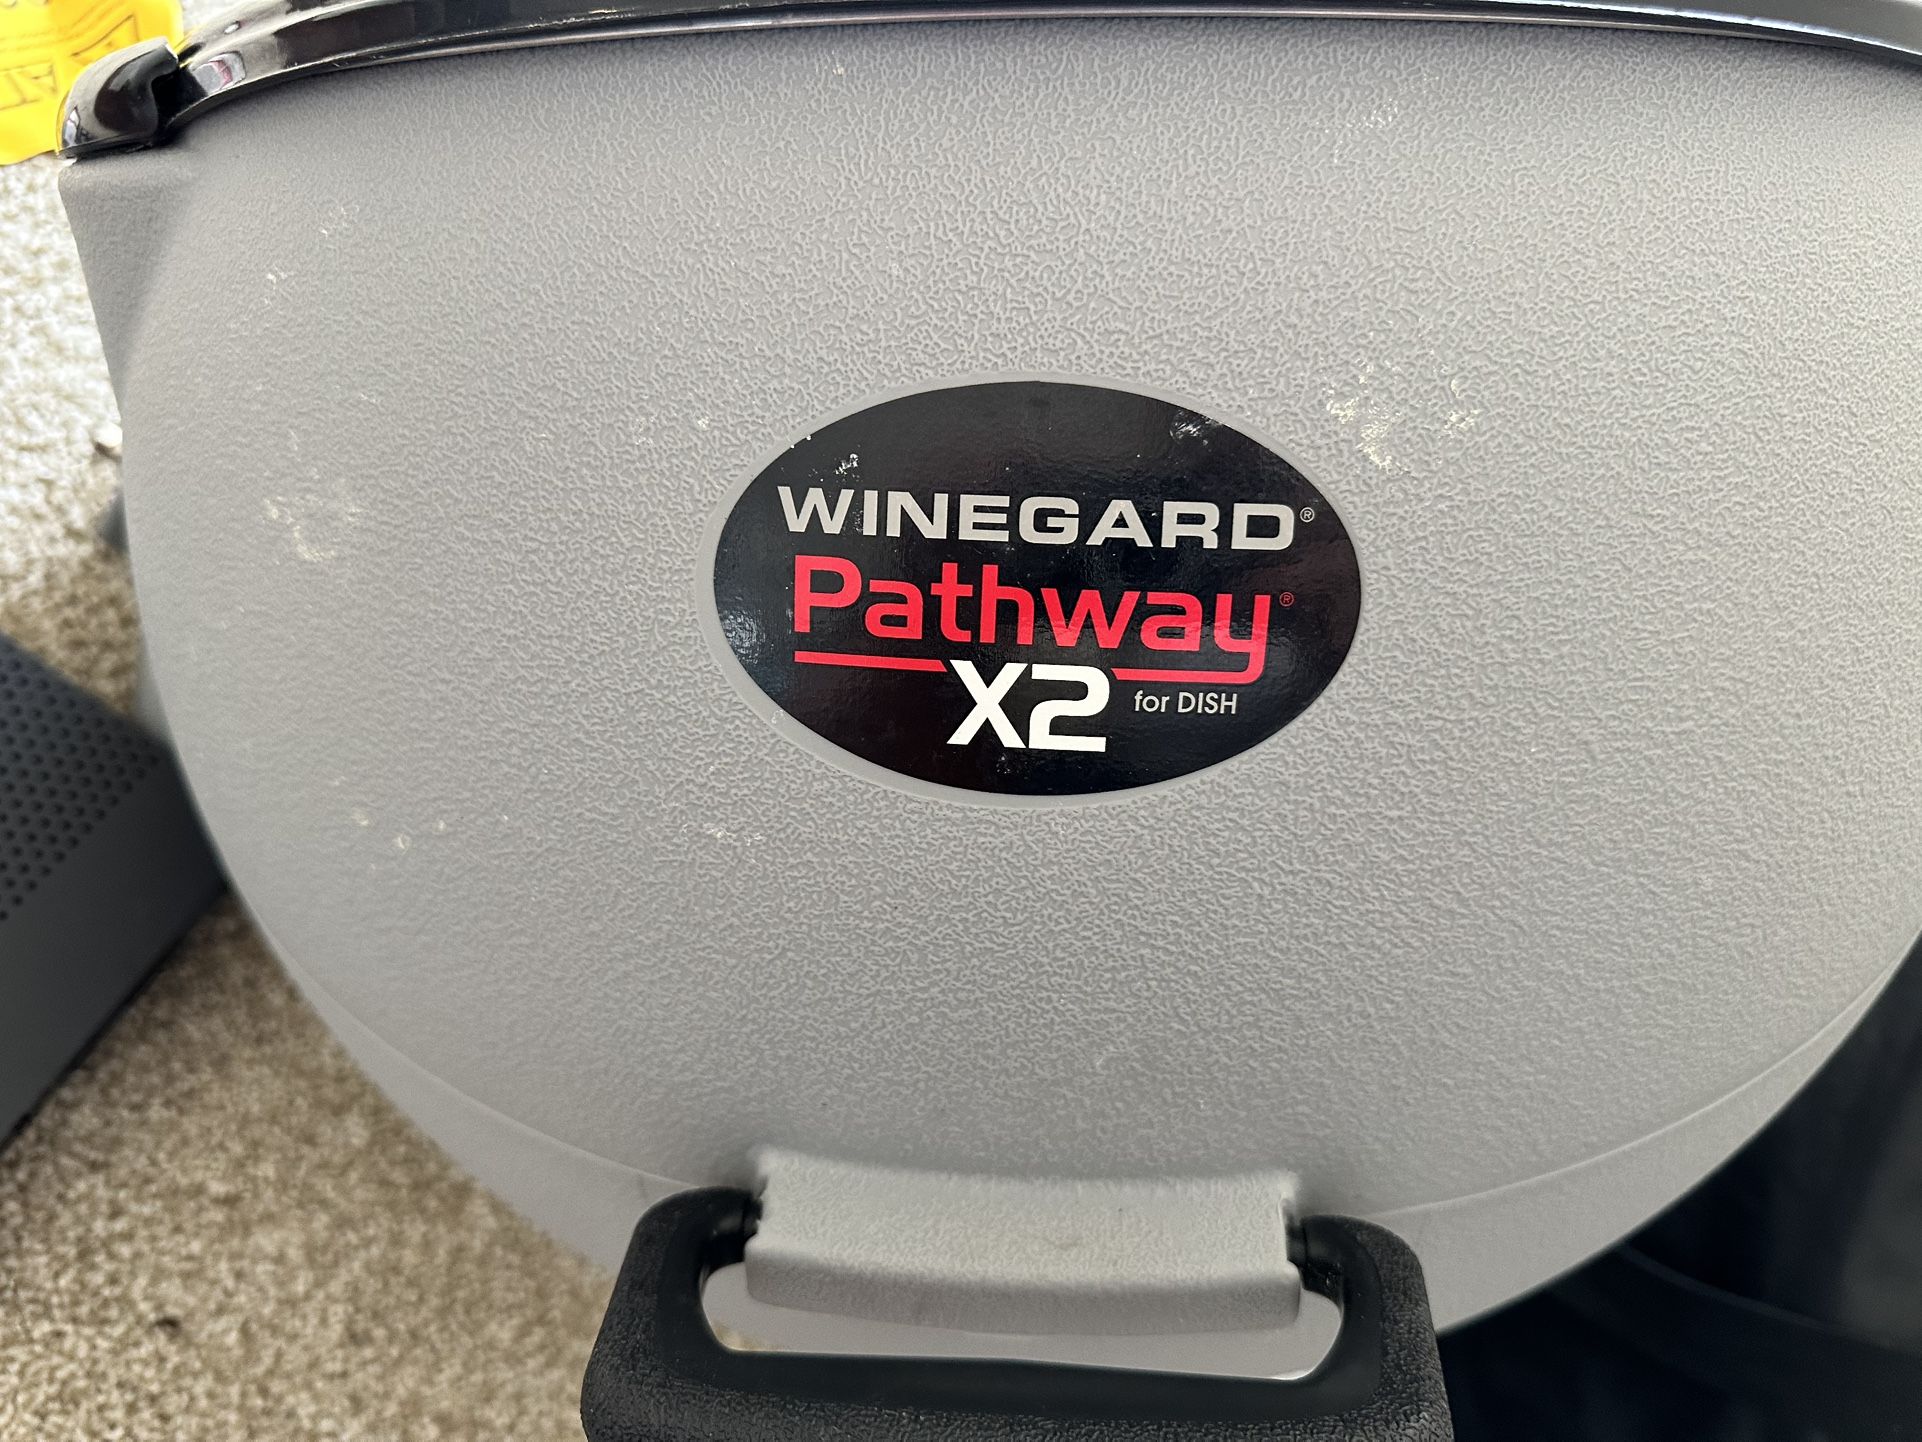 WINEGARD®
Pathway®
X2 for DISH